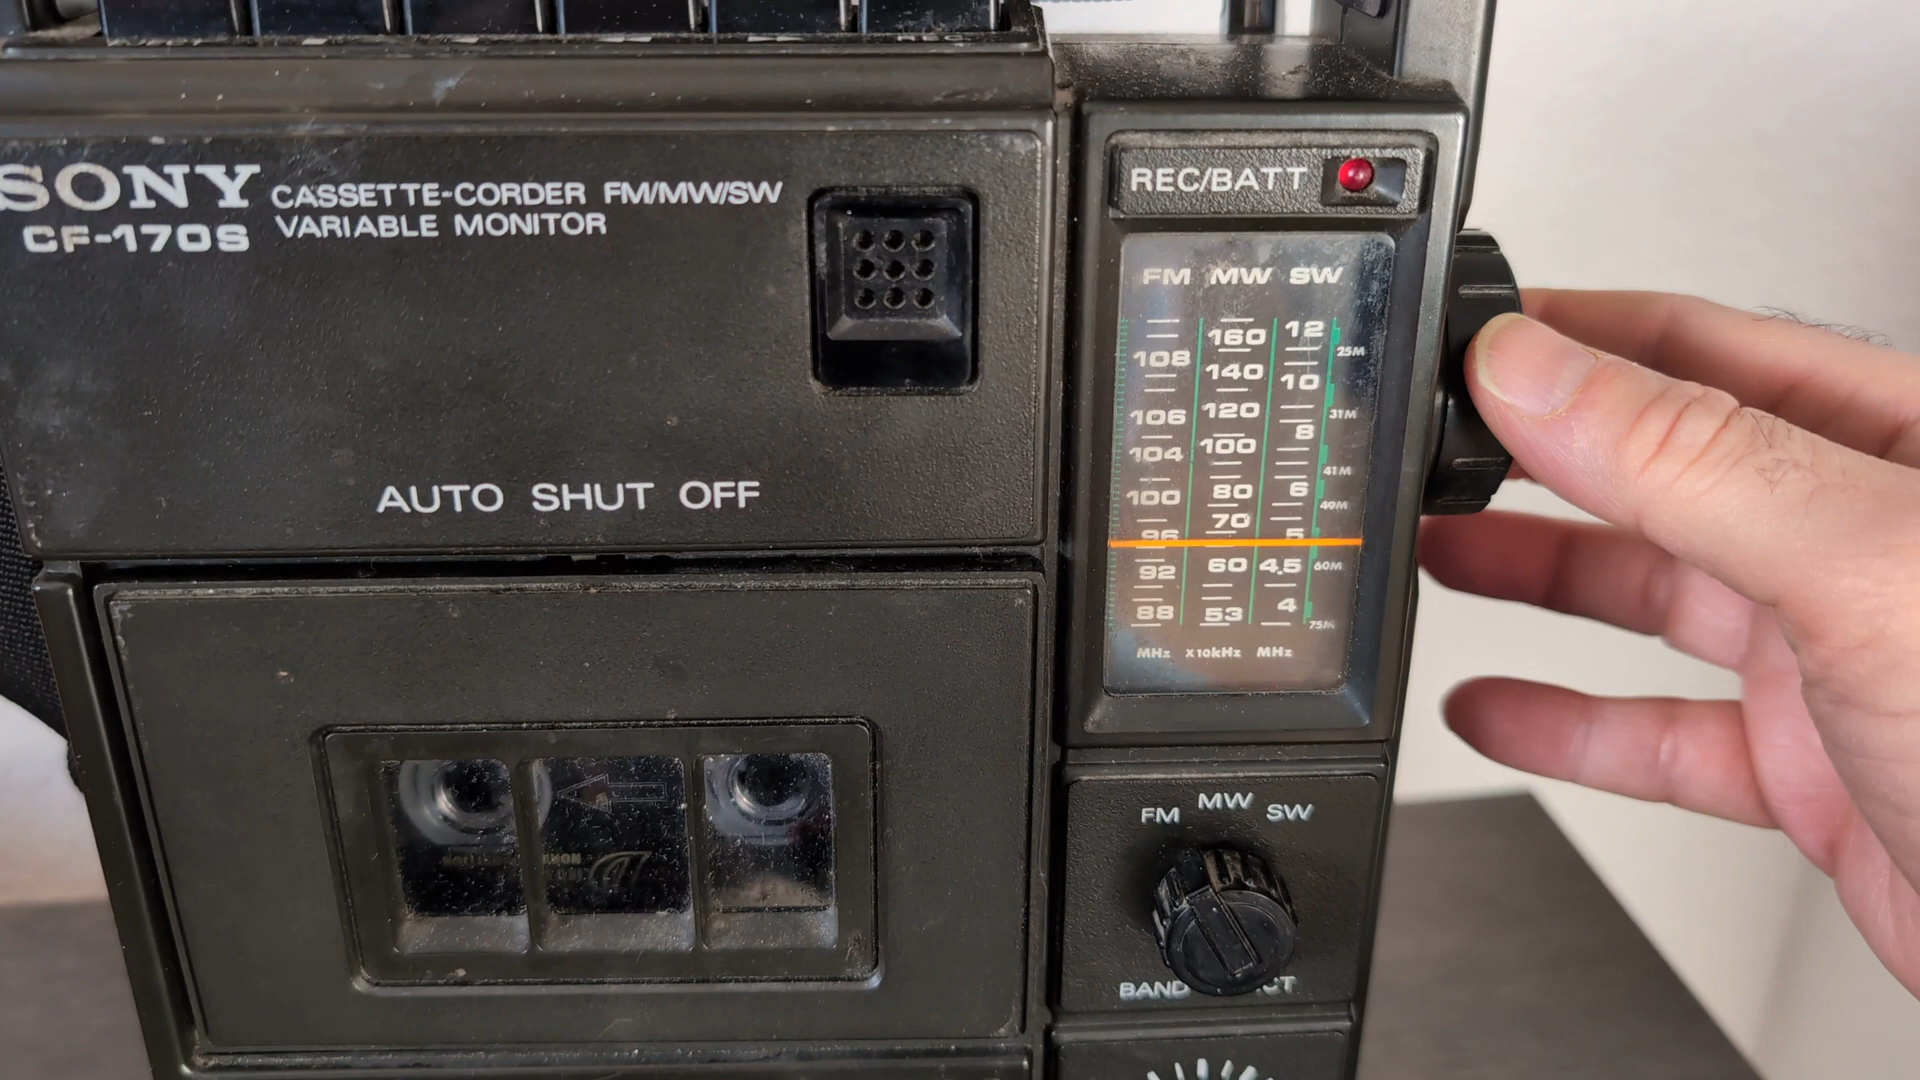 SONY CASSETTE-CORDER FM/MW/SW
CF-170S VARIABLE MONITOR
REC/BATT
AUTO SHUT OFF
FM MW SW
160 12
108 25M
140 10
106 120 31M
104 100 8
41M
100 80 6
70 49M
96 5
92 60 4.5 60M
88 53 4
75M
MHz X10kHz MHz
FM MW SW
BAND